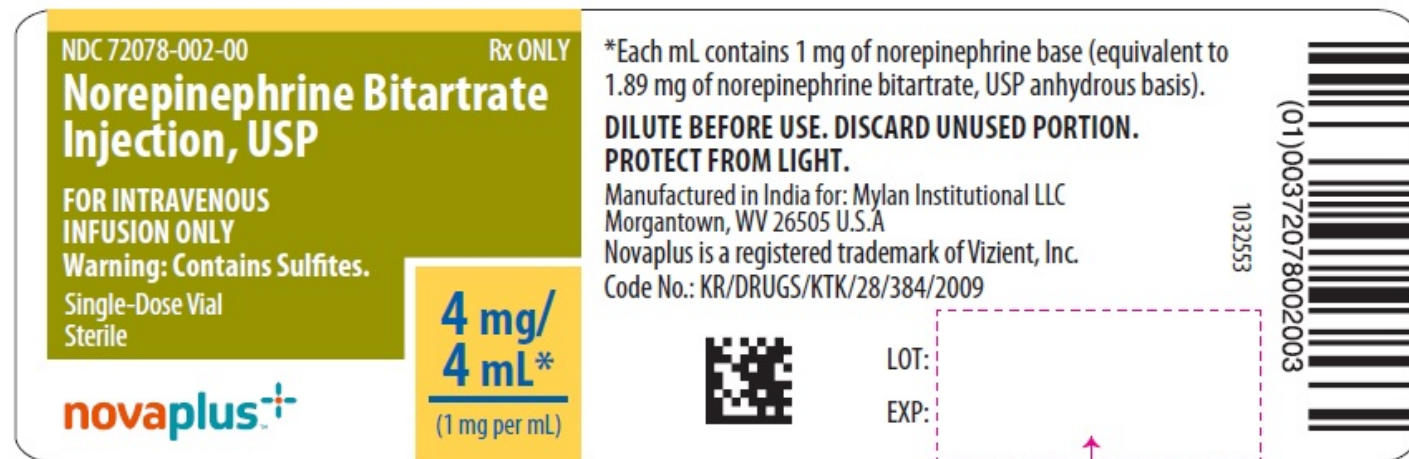 NDC 72078-002-00 Rx ONLY
Norepinephrine Bitartrate
Injection, USP
FOR INTRAVENOUS
INFUSION ONLY
Warning: Contains Sulfites.
Single-Dose Vial
Sterile
novaplus™
4 mg/
4 mL*
(1 mg per mL)
*Each mL contains 1 mg of norepinephrine base (equivalent to
1.89 mg of norepinephrine bitartrate, USP anhydrous basis).
DILUTE BEFORE USE. DISCARD UNUSED PORTION.
PROTECT FROM LIGHT.
Manufactured in India for: Mylan Institutional LLC
Morgantown, WV 26505 U.S.A
Novaplus is a registered trademark of Vizient, Inc.
Code No.: KR/DRUGS/KTK/28/384/2009
LOT:
EXP:
1032553
(01)00372078002003